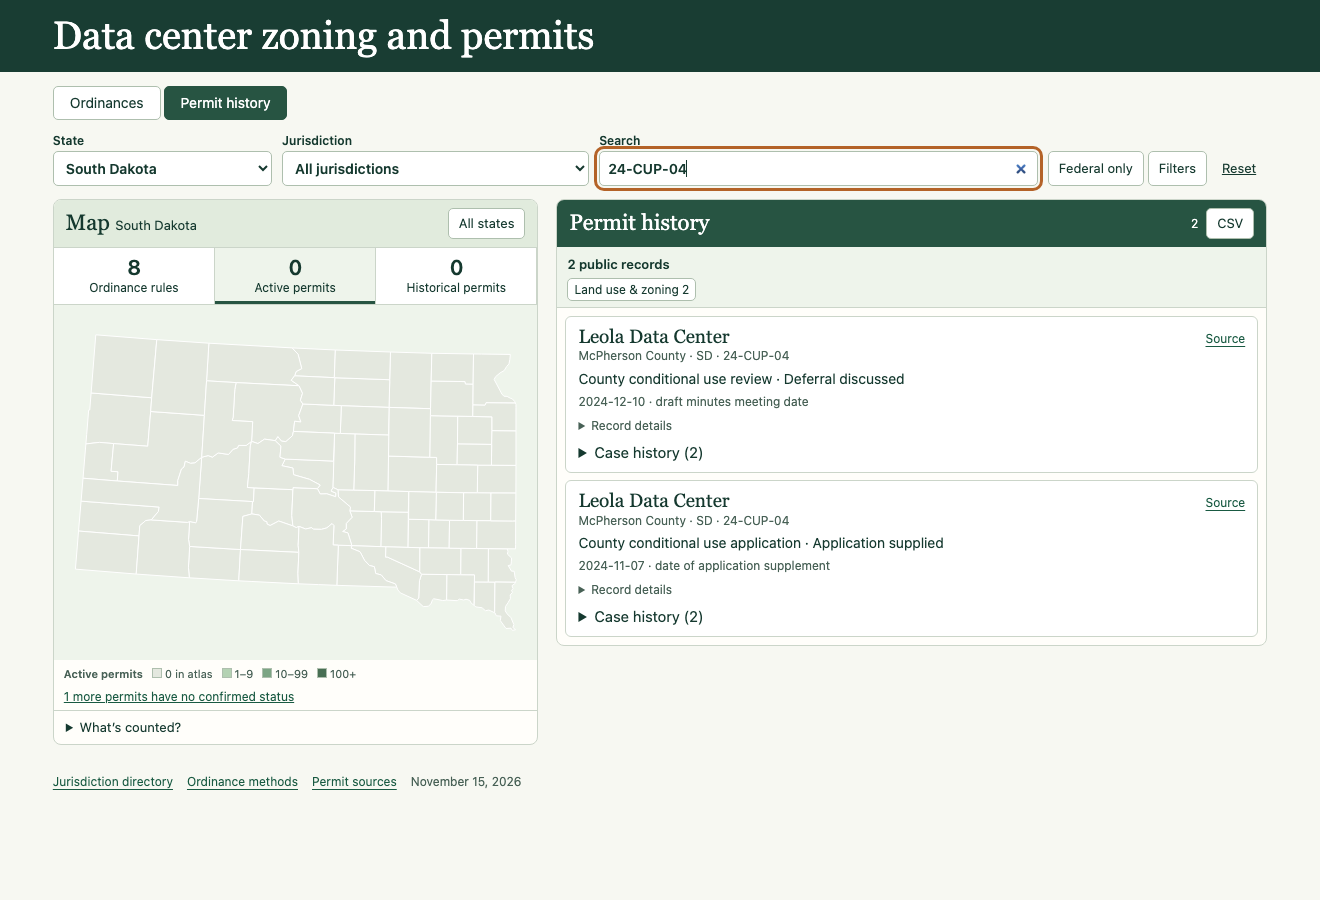 Data center zoning and permits
Ordinances
Permit history
State
Jurisdiction
Search
South Dakota
All jurisdictions
24-CUP-04
Federal only
Filters
Reset
Map South Dakota
All states
8
Ordinance rules
0
Active permits
0
Historical permits
Active permits 0 in atlas 1–9 10–99 100+
1 more permits have no confirmed status
What's counted?
Permit history
2
CSV
2 public records
Land use & zoning 2
Leola Data Center
Source
McPherson County · SD · 24-CUP-04
County conditional use review · Deferral discussed
2024-12-10 · draft minutes meeting date
Record details
Case history (2)
Leola Data Center
Source
McPherson County · SD · 24-CUP-04
County conditional use application · Application supplied
2024-11-07 · date of application supplement
Record details
Case history (2)
Jurisdiction directory
Ordinance methods
Permit sources
November 15, 2026